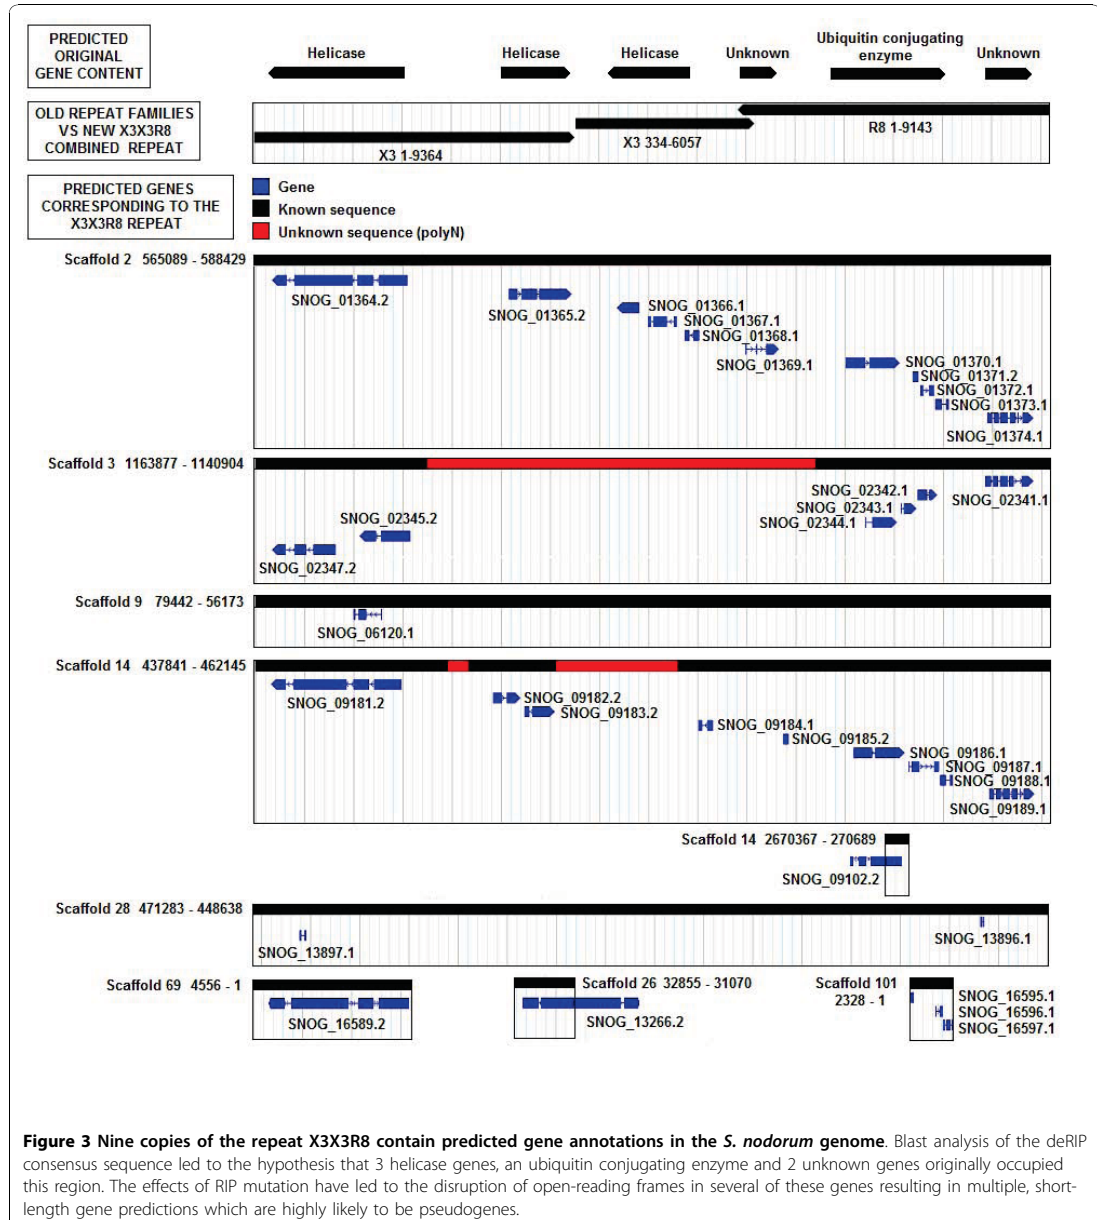 PREDICTED
ORIGINAL
GENE CONTENT
Helicase
Helicase
Helicase
Unknown
Ubiquitin conjugating
enzyme
Unknown
OLD REPEAT FAMILIES
VS NEW X3X3R8
COMBINED REPEAT
X3 1-9364
X3 334-6057
R8 1-9143
PREDICTED GENES
CORRESPONDING TO THE
X3X3R8 REPEAT
Gene
Known sequence
Unknown sequence (polyN)
Scaffold 2 565089 - 588429
SNOG_01364.2
SNOG_01365.2
SNOG_01366.1
SNOG_01367.1
SNOG_01368.1
SNOG_01369.1
SNOG_01370.1
SNOG_01371.2
SNOG_01372.1
SNOG_01373.1
SNOG_01374.1
Scaffold 3 1163877 - 1140904
SNOG_02347.2
SNOG_02345.2
SNOG_02342.1
SNOG_02343.1
SNOG_02344.1
SNOG_02341.1
Scaffold 9 79442 - 56173
SNOG_06120.1
Scaffold 14 437841 - 462145
SNOG_09181.2
SNOG_09182.2
SNOG_09183.2
SNOG_09184.1
SNOG_09185.2
SNOG_09186.1
SNOG_09187.1
SNOG_09188.1
SNOG_09189.1
Scaffold 14 2670367 - 270689
SNOG_09102.2
Scaffold 28 471283 - 448638
SNOG_13897.1
SNOG_13896.1
Scaffold 69 4556 - 1
SNOG_16589.2
Scaffold 26 32855 - 31070
SNOG_13266.2
Scaffold 101
2328 - 1
SNOG_16595.1
SNOG_16596.1
SNOG_16597.1
Figure 3 Nine copies of the repeat X3X3R8 contain predicted gene annotations in the S. nodorum genome. Blast analysis of the deRIP
consensus sequence led to the hypothesis that 3 helicase genes, an ubiquitin conjugating enzyme and 2 unknown genes originally occupied
this region. The effects of RIP mutation have led to the disruption of open-reading frames in several of these genes resulting in multiple, short-
length gene predictions which are highly likely to be pseudogenes.